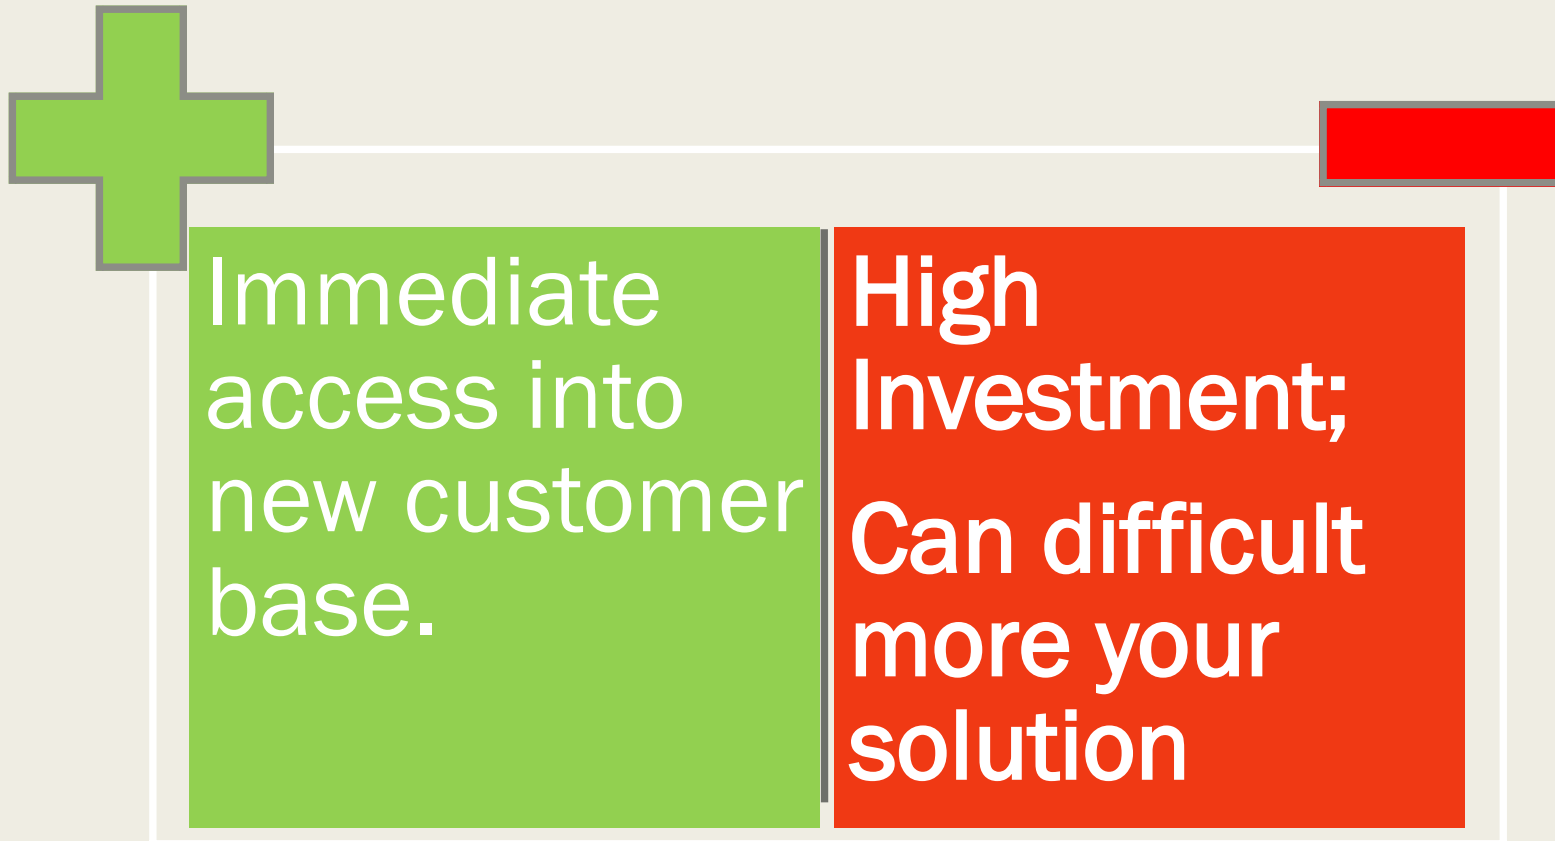 Immediate
access into
new customer
base.
High
Investment;
Can difficult
more your
solution